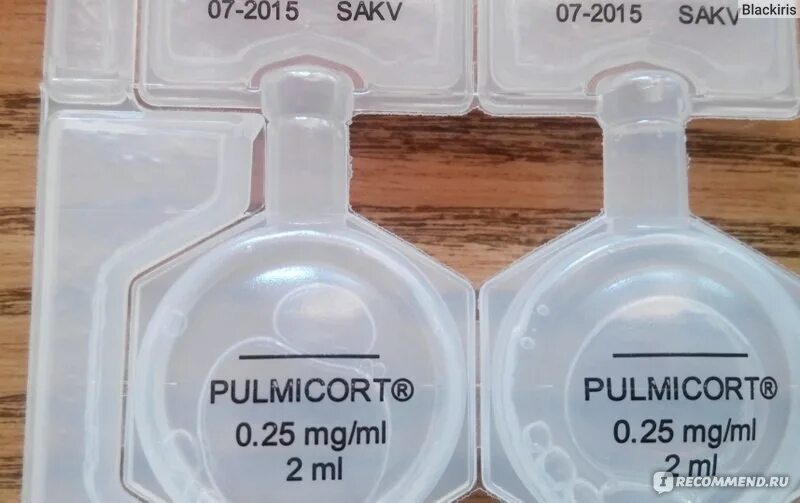 Blackiris
07-2015 SAKV
07-2015 SAKV
PULMICORT®
0.25 mg/ml
2 ml
PULMICORT®
0.25 mg/ml
2 ml
IRECOMMEND.RU